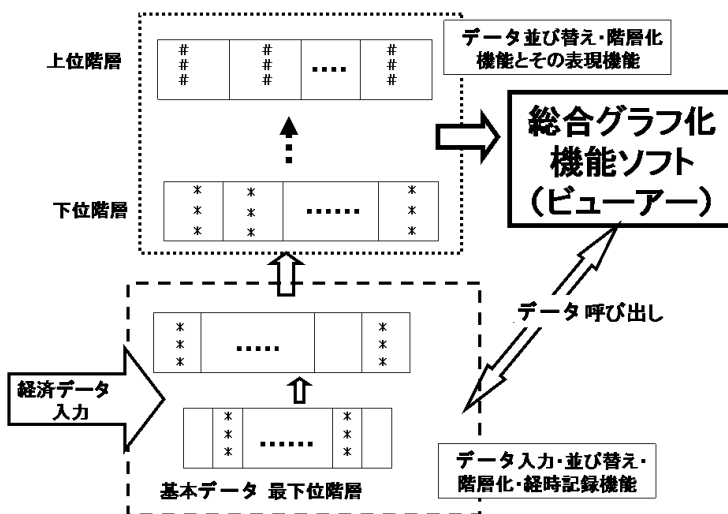 上位階層
# # #
# # ‥‥ #
# # #
データ並び替え・階層化
機能とその表現機能
総合グラフ化
機能ソフト
(ビューアー)
下位階層
* * *
* * ‥‥‥ *
* * *
データ呼び出し
* *
* ‥‥‥ *
* *
経済データ
入力
* *
* ‥‥‥ *
* *
基本データ 最下位階層
データ入力・並び替え・
階層化・経時記録機能